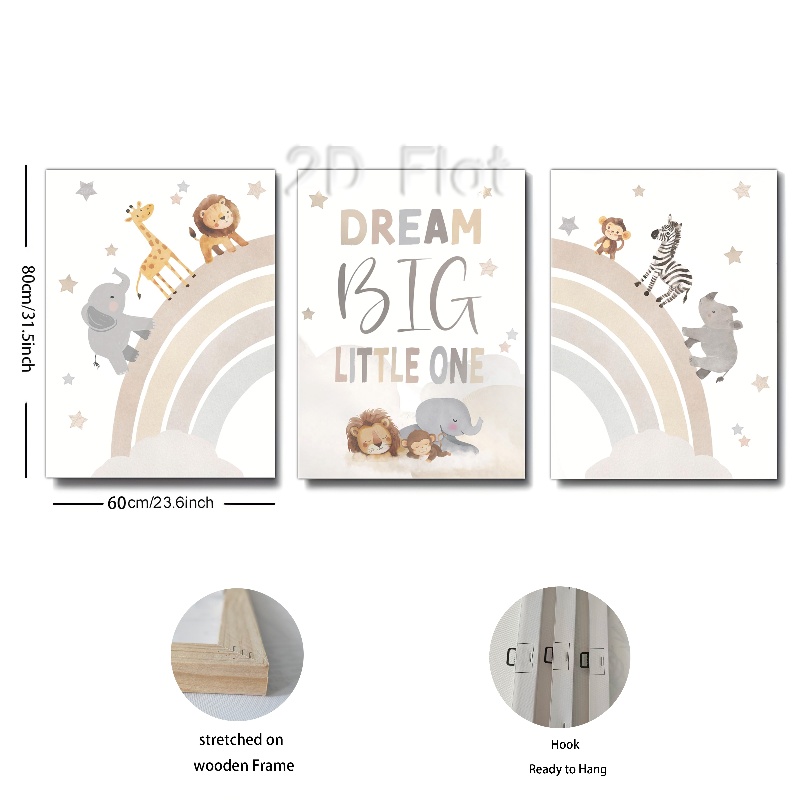 2D Flat
DREAM
BIG
LITTLE ONE
80cm/31.5inch
60cm/23.6inch
stretched on
wooden Frame
Hook
Ready to Hang